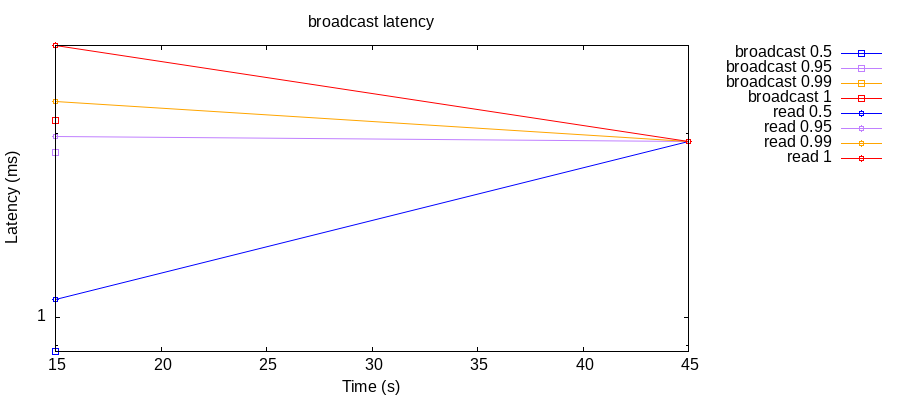 broadcast latency
broadcast 0.5
broadcast 0.95
broadcast 0.99
broadcast 1
read 0.5
read 0.95
read 0.99
read 1
Latency (ms)
1
15 20 25 30 35 40 45
Time (s)